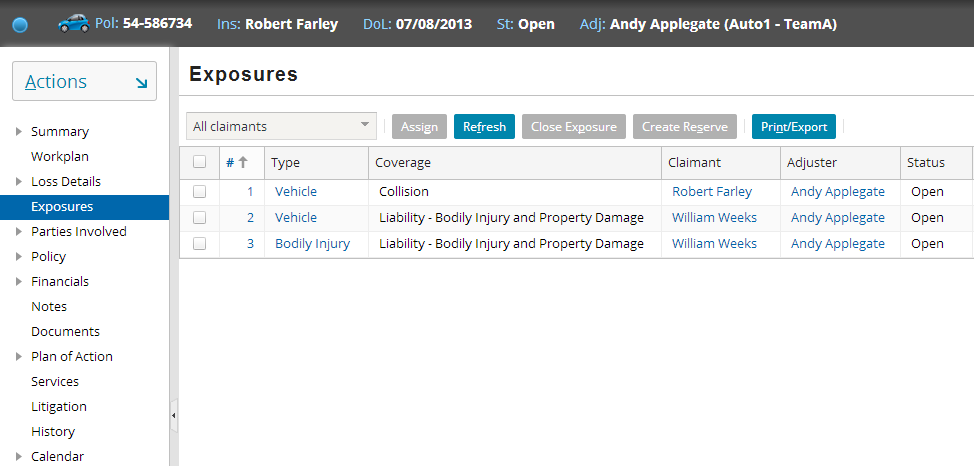 Pol: 54-586734 Ins: Robert Farley DoL: 07/08/2013 St: Open Adj: Andy Applegate (Auto1 - TeamA)
Actions
Summary
Workplan
Loss Details
Exposures
Parties Involved
Policy
Financials
Notes
Documents
Plan of Action
Services
Litigation
History
Calendar
Exposures
All claimants Assign Refresh Close Exposure Create Reserve Print/Export
# Type Coverage Claimant Adjuster Status
1 Vehicle Collision Robert Farley Andy Applegate Open
2 Vehicle Liability - Bodily Injury and Property Damage William Weeks Andy Applegate Open
3 Bodily Injury Liability - Bodily Injury and Property Damage William Weeks Andy Applegate Open